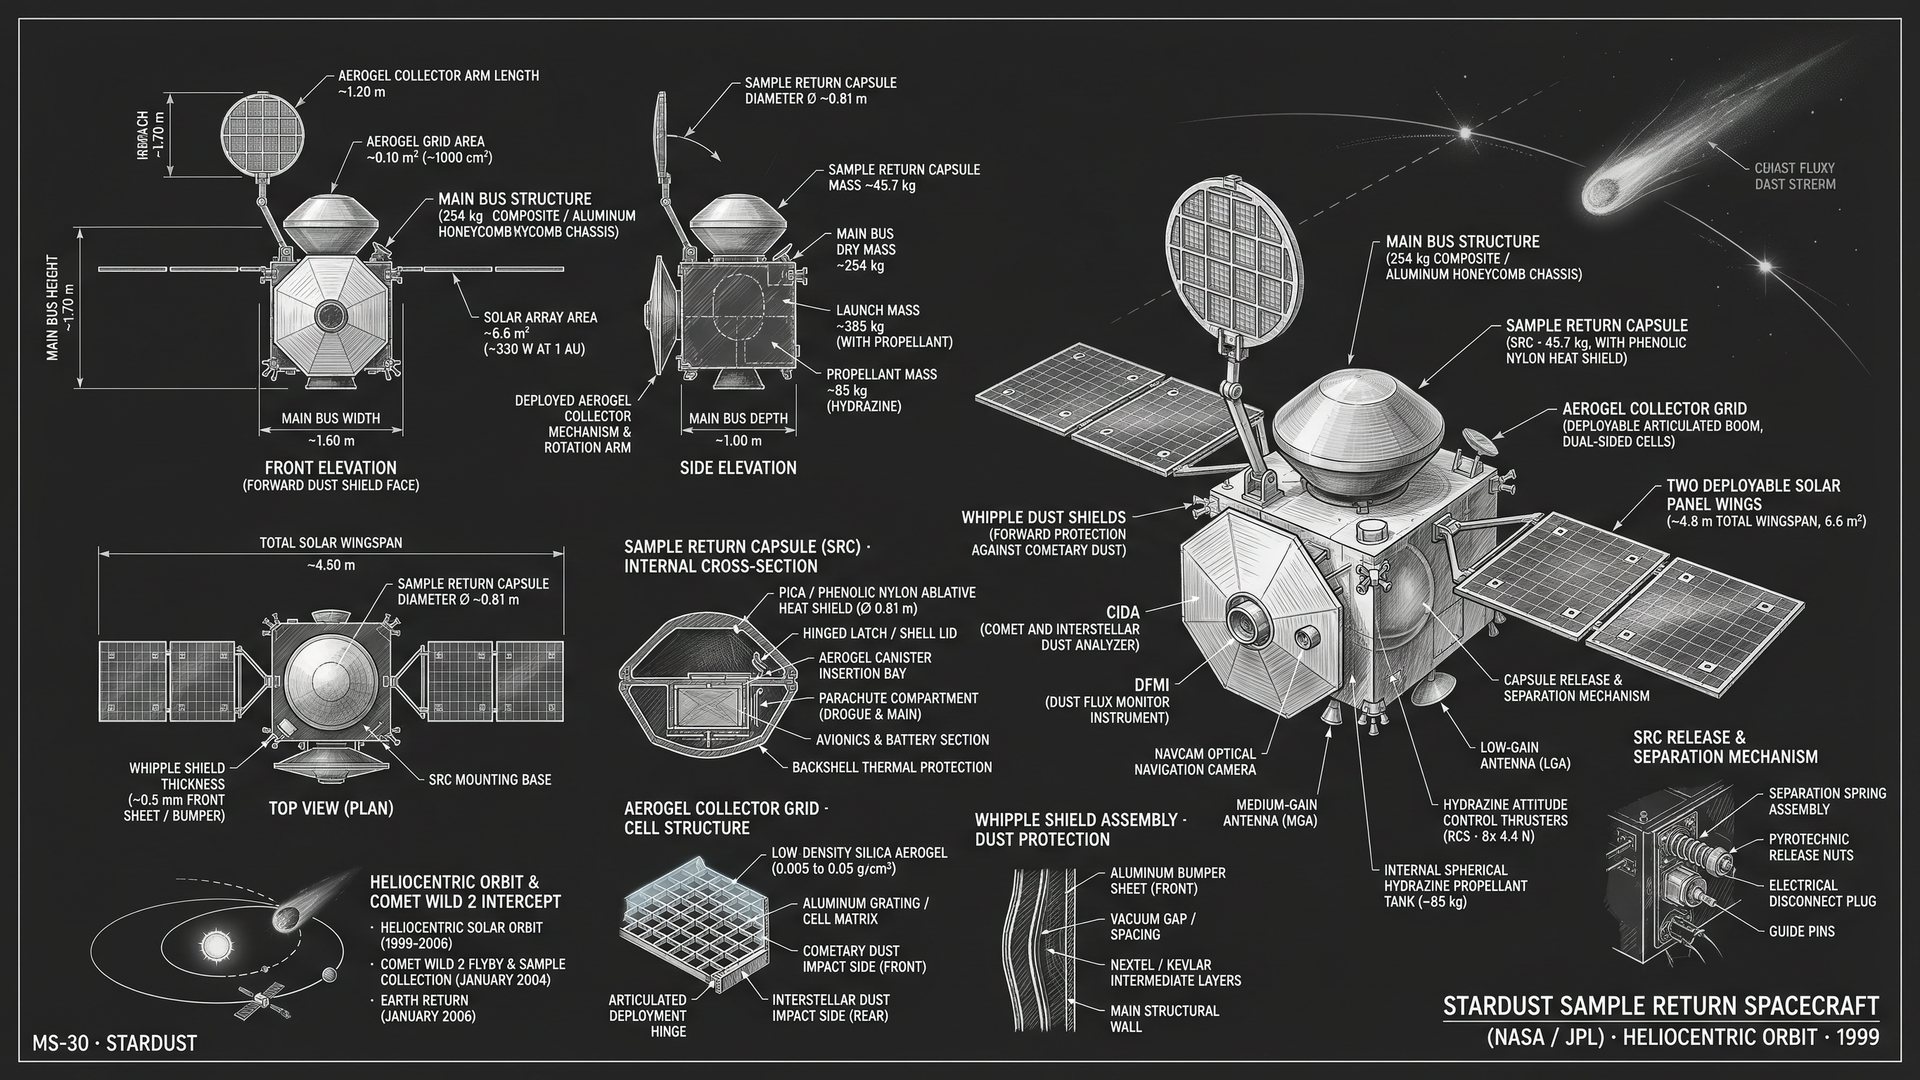 AEROGEL COLLECTOR ARM LENGTH
~1.20 m
~1.70 m
AEROGEL GRID AREA
~0.10 m² (~1000 cm²)
MAIN BUS STRUCTURE
(254 kg COMPOSITE / ALUMINUM
HONEYCOMBKYCOMB CHASSIS)
MAIN BUS HEIGHT
~1.70 m
SOLAR ARRAY AREA
~6.6 m²
(~330 W AT 1 AU)
MAIN BUS WIDTH
~1.60 m
FRONT ELEVATION
(FORWARD DUST SHIELD FACE)
SAMPLE RETURN CAPSULE
DIAMETER Ø ~0.81 m
SAMPLE RETURN CAPSULE
MASS ~45.7 kg
MAIN BUS
DRY MASS
~254 kg
LAUNCH MASS
~385 kg
(WITH PROPELLANT)
PROPELLANT MASS
~85 kg
(HYDRAZINE)
DEPLOYED AEROGEL
COLLECTOR
MECHANISM &
ROTATION ARM
MAIN BUS DEPTH
~1.00 m
SIDE ELEVATION
MAIN BUS STRUCTURE
(254 kg COMPOSITE /
ALUMINUM HONEYCOMB CHASSIS)
SAMPLE RETURN CAPSULE
(SRC - 45.7 kg, WITH PHENOLIC
NYLON HEAT SHIELD)
AEROGEL COLLECTOR GRID
(DEPLOYABLE ARTICULATED BOOM,
DUAL-SIDED CELLS)
TWO DEPLOYABLE SOLAR
PANEL WINGS
(~4.8 m TOTAL WINGSPAN, 6.6 m²)
FLUXY
DAST STRERM
WHIPPLE DUST SHIELDS
(FORWARD PROTECTION
AGAINST COMETARY DUST)
CIDA
(COMET AND INTERSTELLAR
DUST ANALYZER)
DFMI
(DUST FLUX MONITOR
INSTRUMENT)
NAVCAM OPTICAL
NAVIGATION CAMERA
MEDIUM-GAIN
ANTENNA (MGA)
CAPSULE RELEASE &
SEPARATION MECHANISM
LOW-GAIN
ANTENNA (LGA)
HYDRAZINE ATTITUDE
CONTROL THRUSTERS
(RCS · 8x 4.4 N)
INTERNAL SPHERICAL
HYDRAZINE PROPELLANT
TANK (~85 kg)
TOTAL SOLAR WINGSPAN
~4.50 m
SAMPLE RETURN CAPSULE
DIAMETER Ø ~0.81 m
WHIPPLE SHIELD
THICKNESS
(~0.5 mm FRONT
SHEET / BUMPER)
SRC MOUNTING BASE
TOP VIEW (PLAN)
SAMPLE RETURN CAPSULE (SRC) ·
INTERNAL CROSS-SECTION
PICA / PHENOLIC NYLON ABLATIVE
HEAT SHIELD (Ø 0.81 m)
HINGED LATCH / SHELL LID
AEROGEL CANISTER
INSERTION BAY
PARACHUTE COMPARTMENT
(DROGUE & MAIN)
AVIONICS & BATTERY SECTION
BACKSHELL THERMAL PROTECTION
AEROGEL COLLECTOR GRID -
CELL STRUCTURE
LOW DENSITY SILICA AEROGEL
(0.005 to 0.05 g/cm³)
ALUMINUM GRATING /
CELL MATRIX
COMETARY DUST
IMPACT SIDE (FRONT)
INTERSTELLAR DUST
IMPACT SIDE (REAR)
ARTICULATED
DEPLOYMENT
HINGE
WHIPPLE SHIELD ASSEMBLY -
DUST PROTECTION
ALUMINUM BUMPER
SHEET (FRONT)
VACUUM GAP /
SPACING
NEXTEL / KEVLAR
INTERMEDIATE LAYERS
MAIN STRUCTURAL
WALL
SRC RELEASE &
SEPARATION MECHANISM
SEPARATION SPRING
ASSEMBLY
PYROTECHNIC
RELEASE NUTS
ELECTRICAL
DISCONNECT PLUG
GUIDE PINS
HELIOCENTRIC ORBIT &
COMET WILD 2 INTERCEPT
· HELIOCENTRIC SOLAR ORBIT
(1999-2006)
· COMET WILD 2 FLYBY & SAMPLE
COLLECTION (JANUARY 2004)
· EARTH RETURN
(JANUARY 2006)
MS-30 · STARDUST
STARDUST SAMPLE RETURN SPACECRAFT
(NASA / JPL) · HELIOCENTRIC ORBIT · 1999